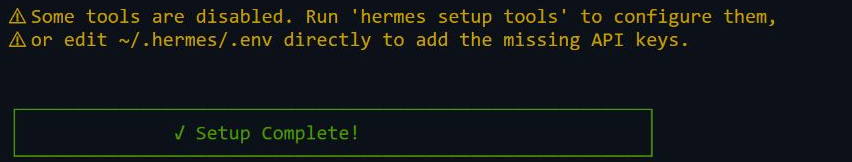 ⚠ Some tools are disabled. Run 'hermes setup tools' to configure them,
⚠ or edit ~/.hermes/.env directly to add the missing API keys.
✓ Setup Complete!